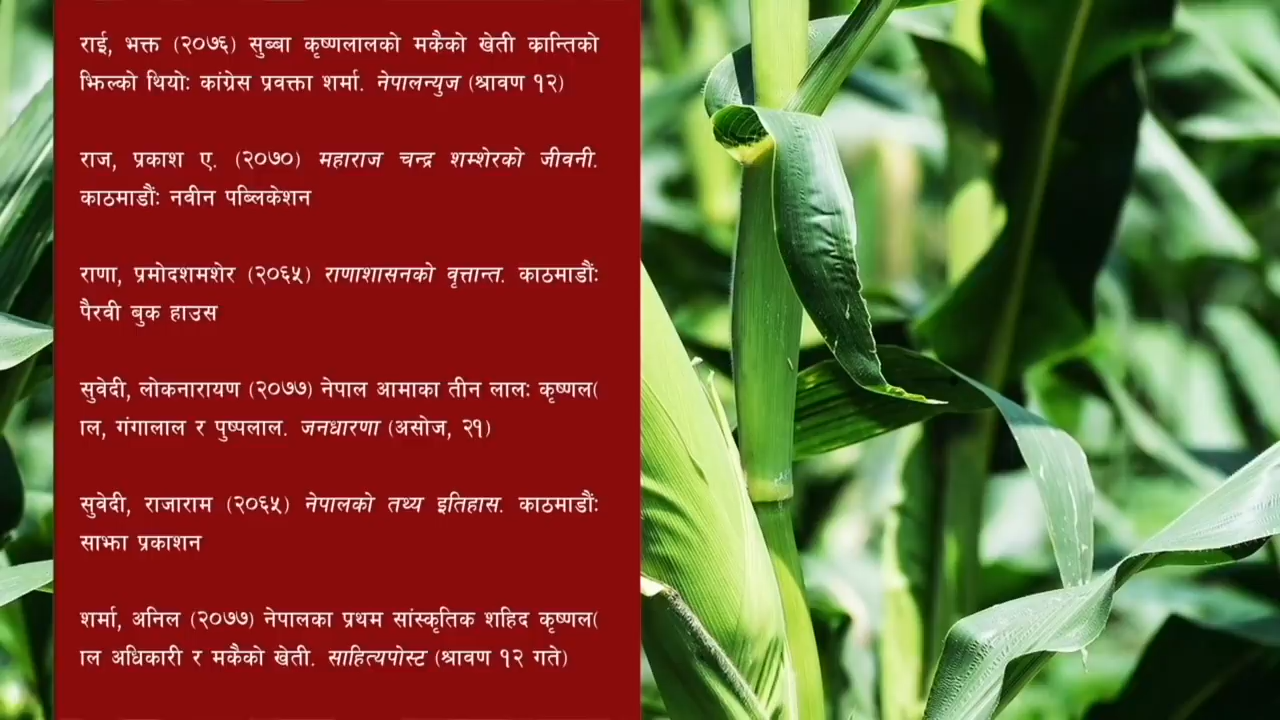 राई, भक्त (२०७६) सुब्बा कृष्णलालको मकैको खेती क्रान्तिको
झिल्को थियोः कांग्रेस प्रवक्ता शर्मा. नेपालन्युज (श्रावण १२)
राज, प्रकाश ए. (२०७०) महाराज चन्द्र शम्शेरको जीवनी.
काठमाडौंः नवीन पब्लिकेशन
राणा, प्रमोदशमशेर (२०६५) राणाशासनको वृत्तान्त. काठमाडौंः
पैरवी बुक हाउस
सुवेदी, लोकनारायण (२०७७) नेपाल आमाका तीन लालः कृष्णल(
ाल, गंगालाल र पुष्पलाल. जनधारणा (असोज, २१)
सुवेदी, राजाराम (२०६५) नेपालको तथ्य इतिहास. काठमाडौंः
साझा प्रकाशन
शर्मा, अनिल (२०७७) नेपालका प्रथम सांस्कृतिक शहिद कृष्णल(
ाल अधिकारी र मकैको खेती. साहित्यपोस्ट (श्रावण १२ गते)